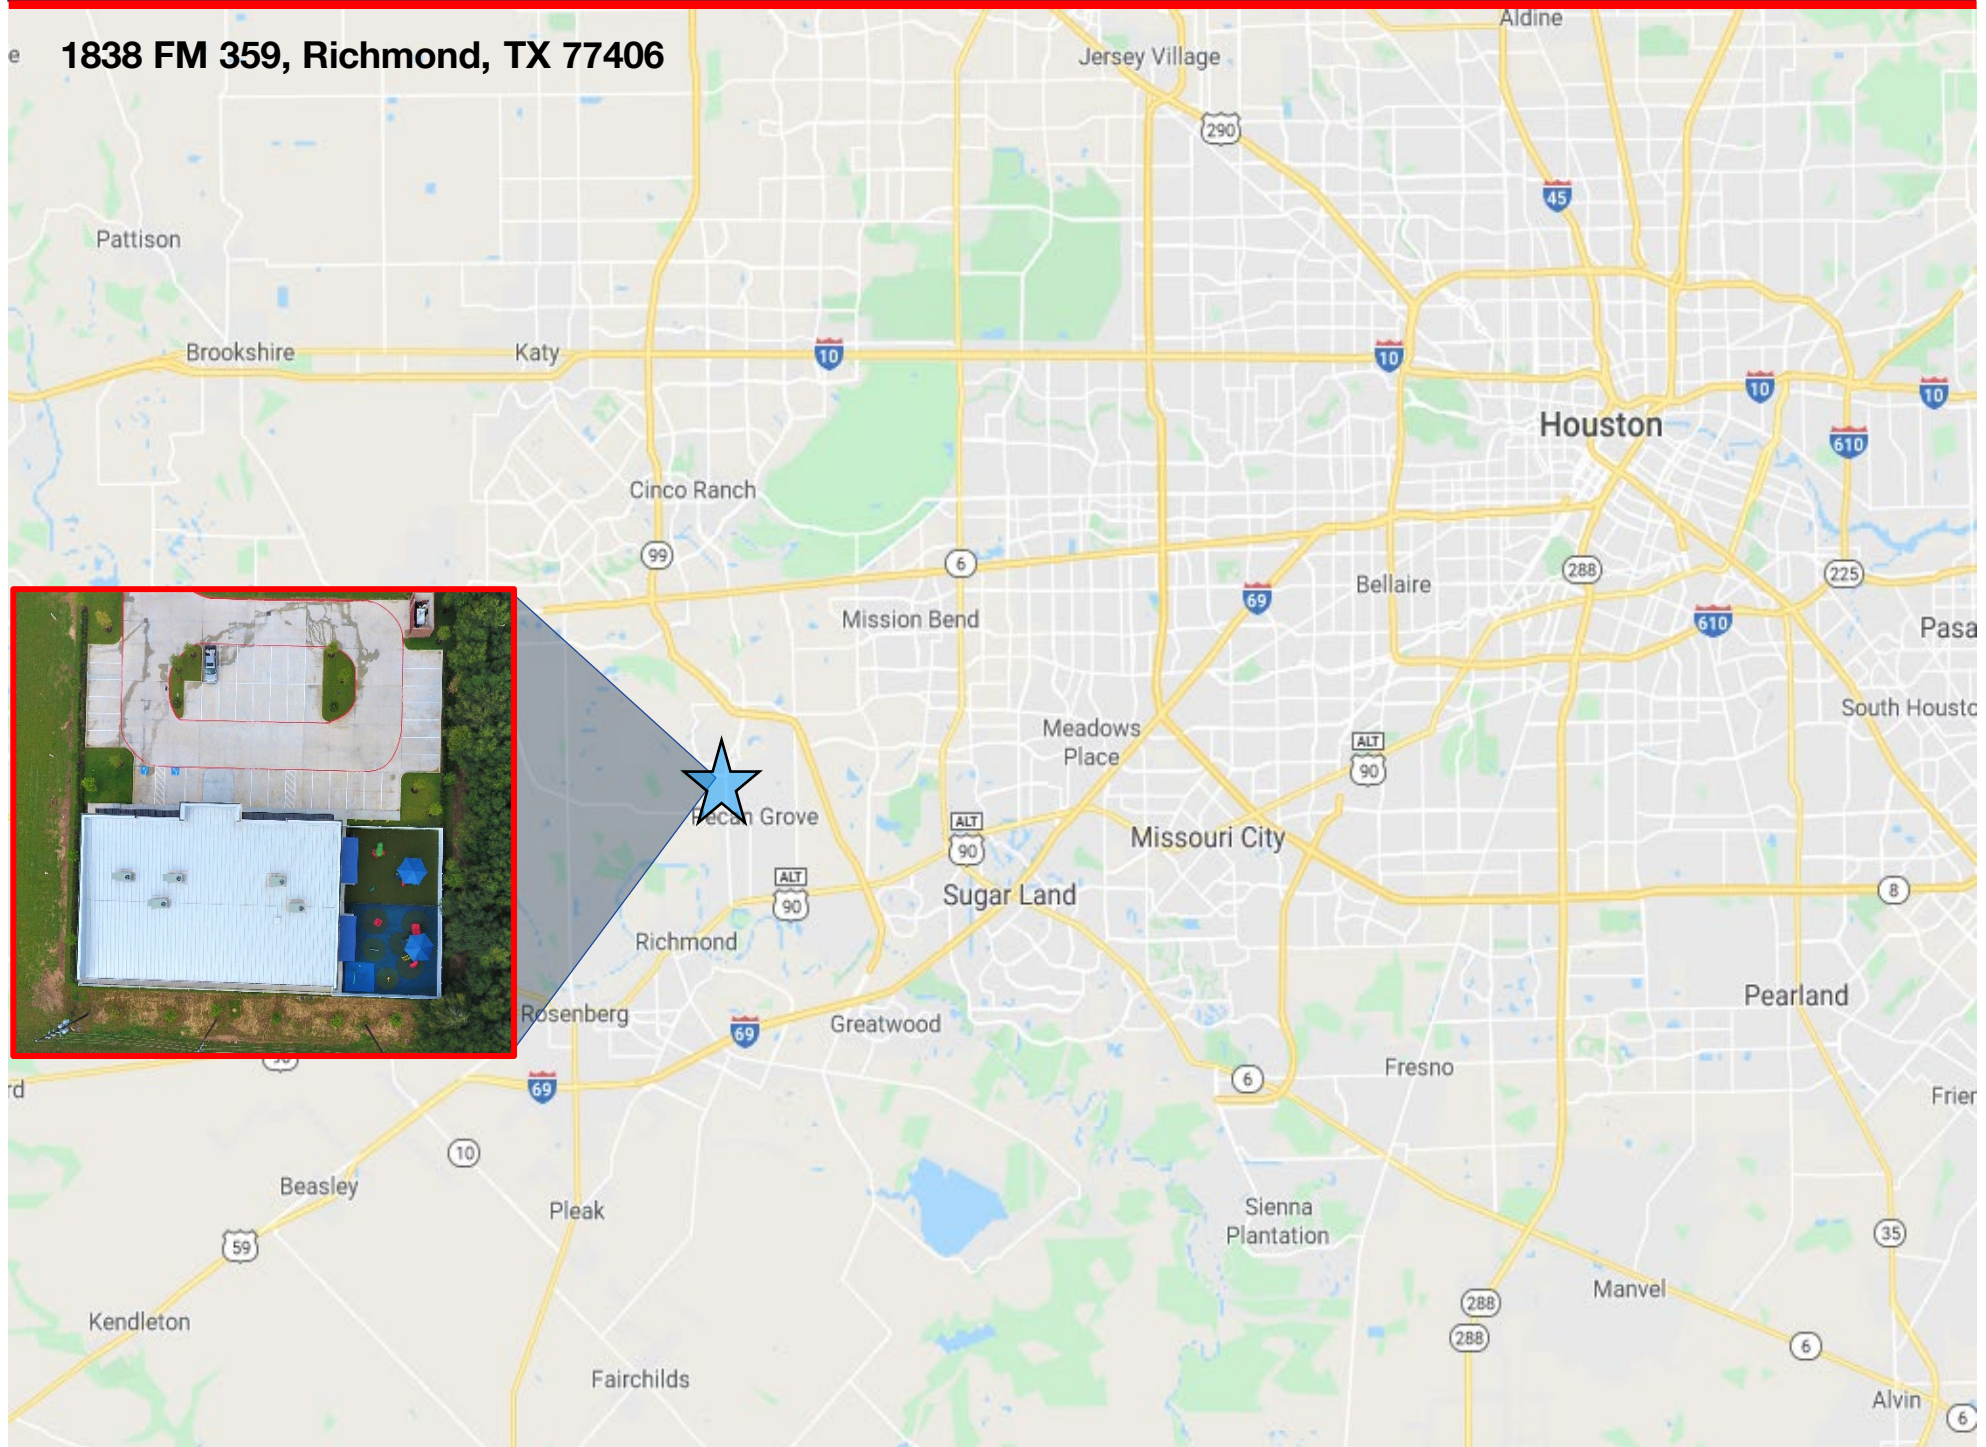 Aldine
1838 FM 359, Richmond, TX 77406
e
Jersey Village
290
45
Pattison
Brookshire
Katy
10
10
10
10
Houston
610
Cinco Ranch
99
6
288
225
Bellaire
69
Mission Bend
610
Pasa
South Housto
Meadows
Place
ALT
90
Pecan Grove
ALT
90
Missouri City
ALT
90
Sugar Land
8
Richmond
Pearland
Rosenberg
69
Greatwood
Fresno
6
69
rd
Frien
10
Beasley
Pleak
Sienna
Plantation
59
35
Manvel
288
Kendleton
288
6
Fairchilds
Alvin
6